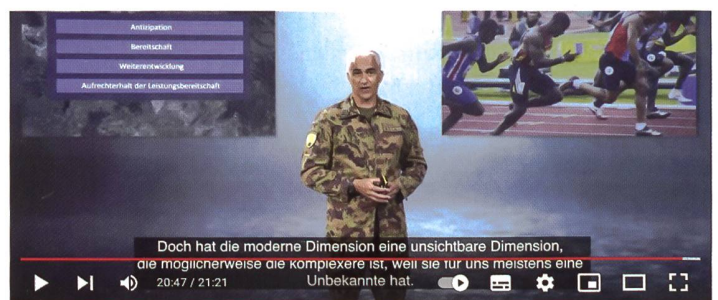 Antizipation
Bereitschaft
Weiterentwicklung
Aufrechterhalt der Leistungsbereitschaft
Doch hat die moderne Dimension eine unsichtbare Dimension,
die möglicherweise die komplexere ist, weil sie für uns meistens eine
Unbekannte hat.
20:47 / 21:21